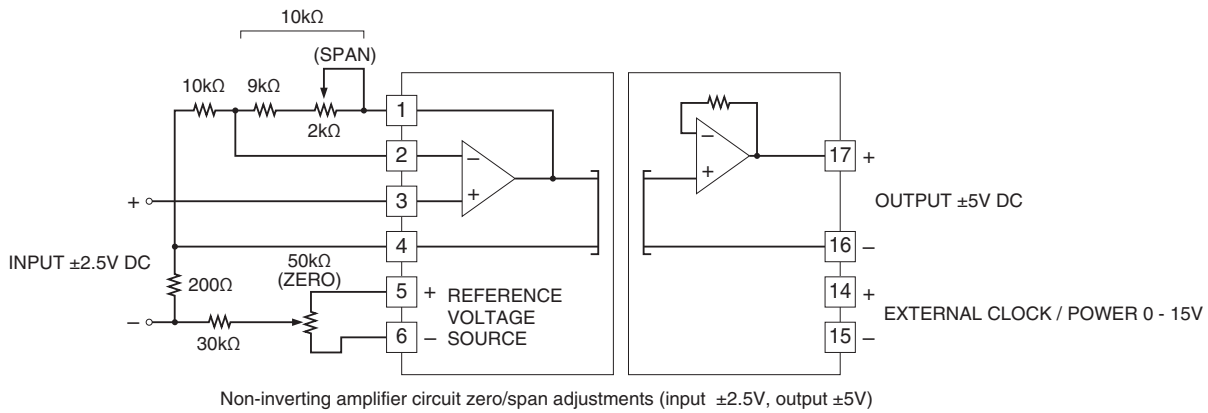 10kΩ
(SPAN)
10kΩ
9kΩ
2kΩ
1
2
3
4
5
6
–
+
+
INPUT ±2.5V DC
–
200Ω
30kΩ
50kΩ
(ZERO)
+
–
REFERENCE
VOLTAGE
SOURCE
–
+
17
+
OUTPUT ±5V DC
16
–
14
+
EXTERNAL CLOCK / POWER 0 - 15V
15
–
Non-inverting amplifier circuit zero/span adjustments (input ±2.5V, output ±5V)